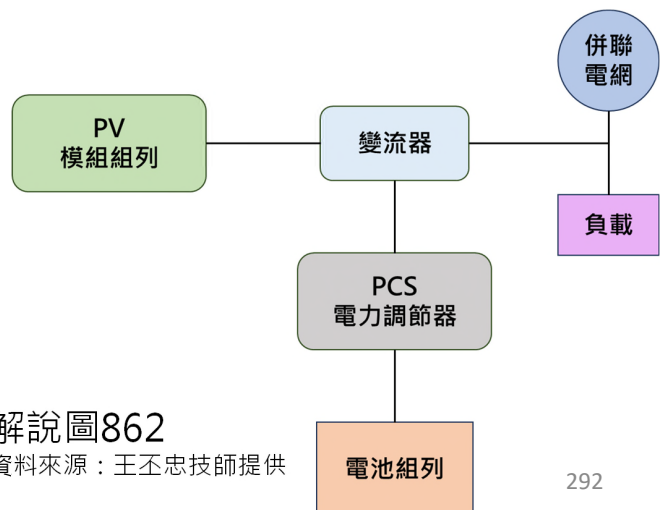 併聯
電網
PV
模組組列
變流器
負載
PCS
電力調節器
解說圖862
資料來源：王丕忠技師提供
電池組列
292